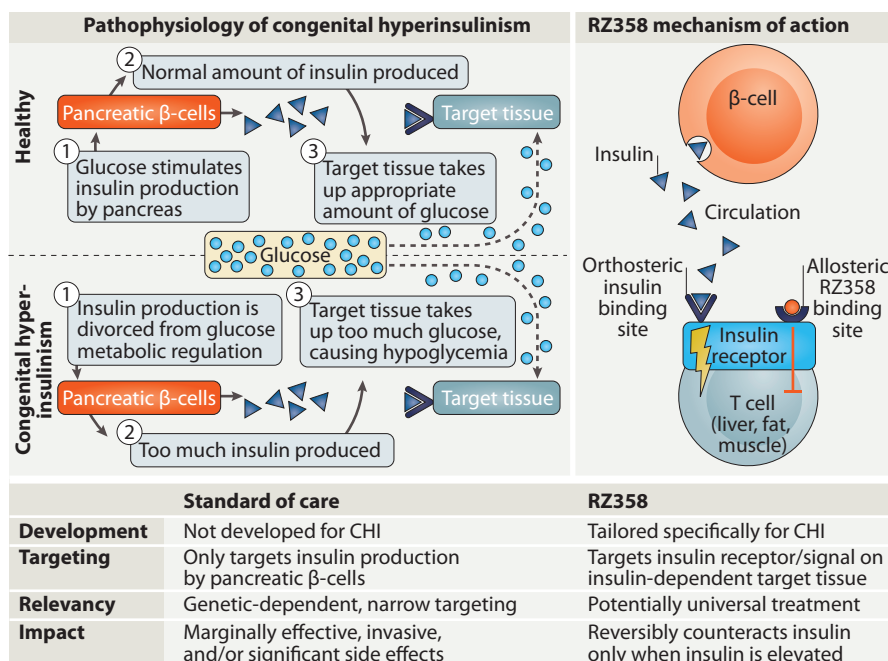 Pathophysiology of congenital hyperinsulinism
Healthy
2
Normal amount of insulin produced
Pancreatic β-cells
Target tissue
1
Glucose stimulates
insulin production
by pancreas
3
Target tissue takes
up appropriate
amount of glucose
Glucose
Congenital hyper-
insulinism
1
Insulin production is
divorced from glucose
metabolic regulation
3
Target tissue takes
up too much glucose,
causing hypoglycemia
Pancreatic β-cells
Target tissue
2
Too much insulin produced
RZ358 mechanism of action
β-cell
Insulin
Circulation
Orthosteric
insulin
binding
site
Allosteric
RZ358
binding
site
Insulin
receptor
T cell
(liver, fat,
muscle)
Standard of care
RZ358
Development
Not developed for CHI
Tailored specifically for CHI
Targeting
Only targets insulin production
by pancreatic β-cells
Targets insulin receptor/signal on
insulin-dependent target tissue
Relevancy
Genetic-dependent, narrow targeting
Potentially universal treatment
Impact
Marginally effective, invasive,
and/or significant side effects
Reversibly counteracts insulin
only when insulin is elevated